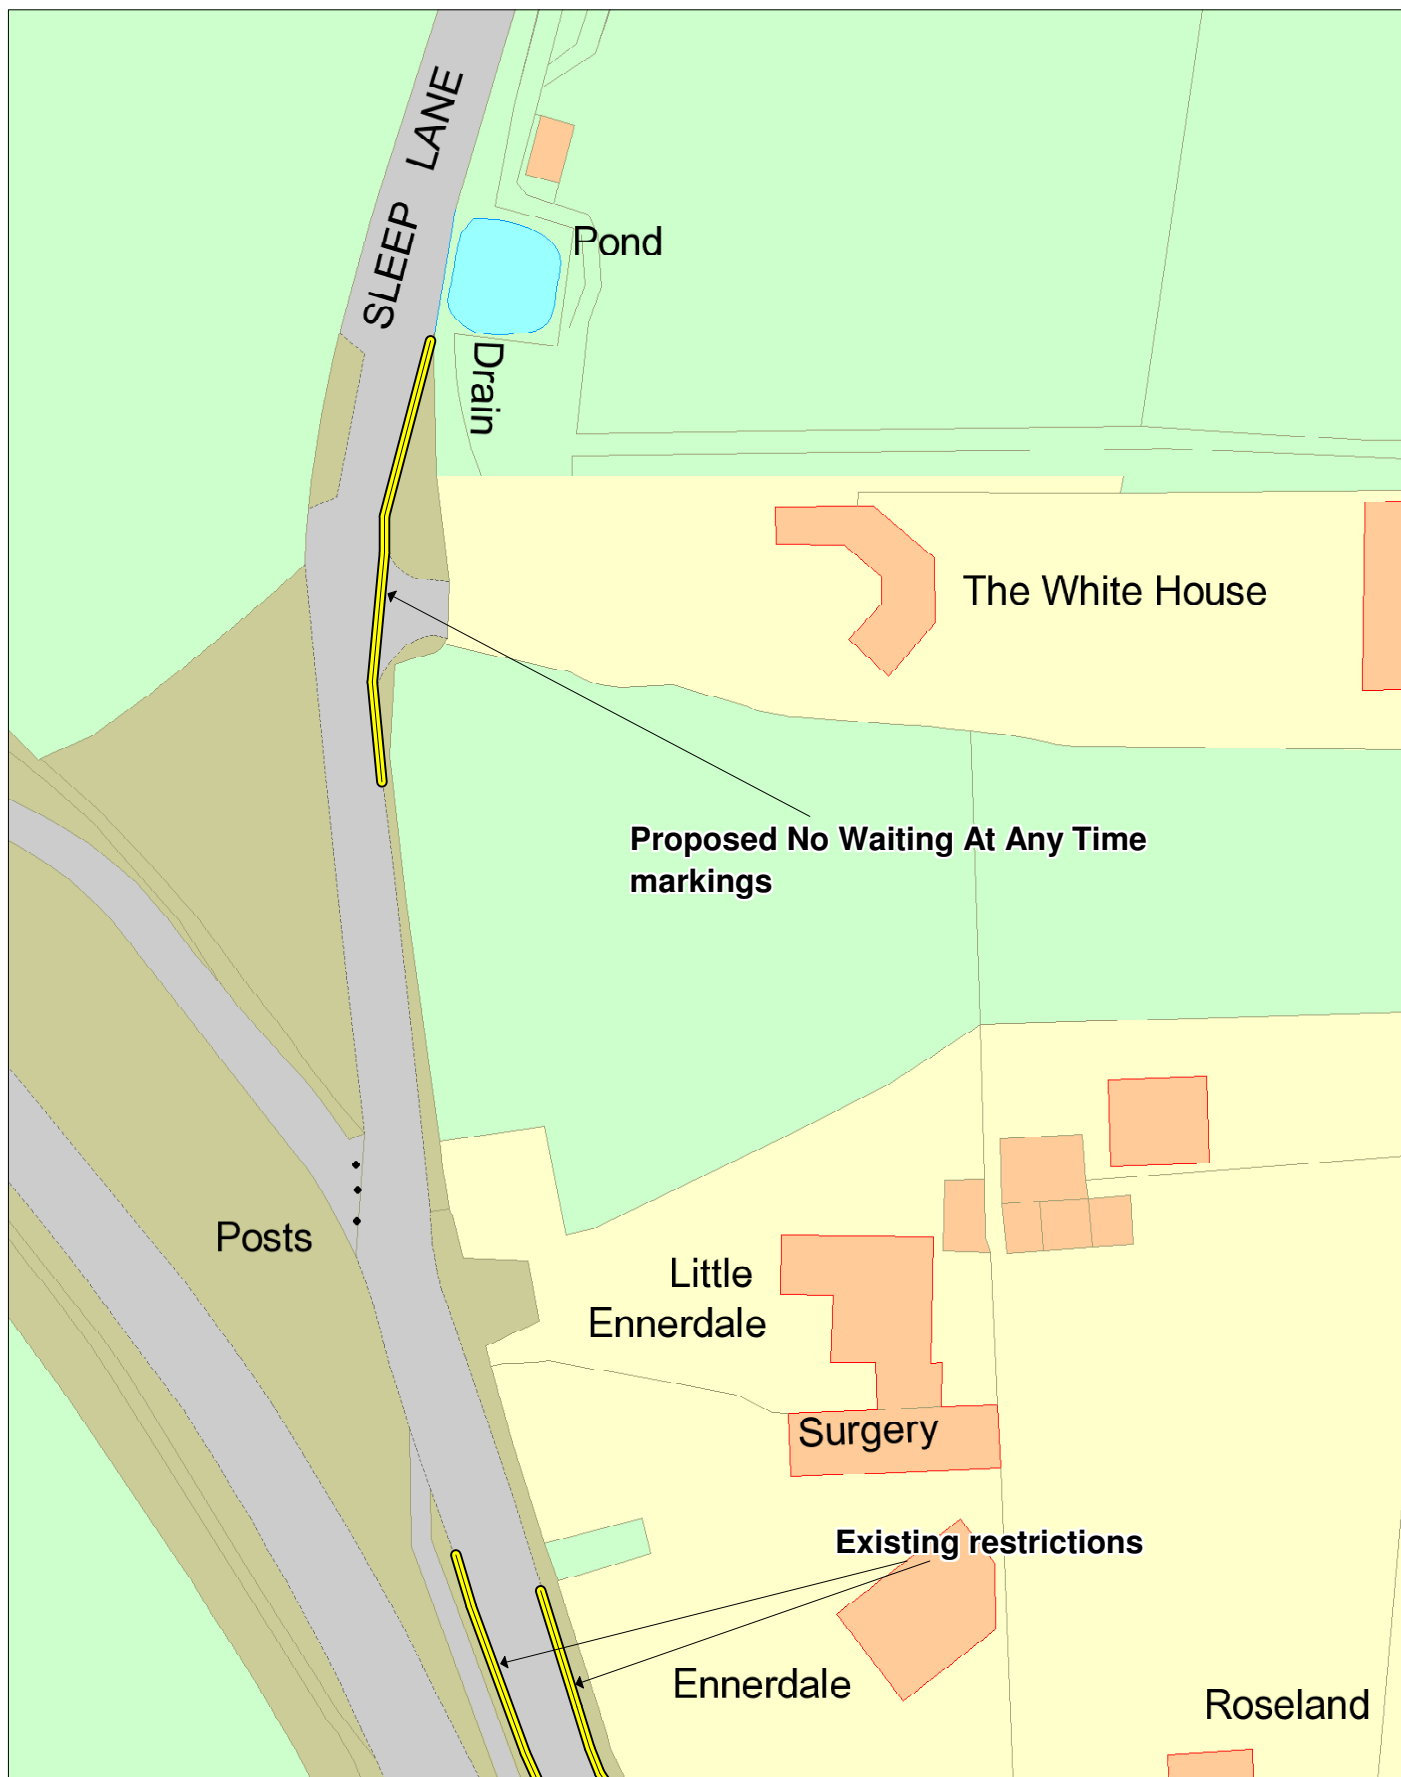 SLEEP LANE
Pond
Drain
The White House
Proposed No Waiting At Any Time
markings
Posts
Little
Ennerdale
Surgery
Existing restrictions
Ennerdale
Roseland